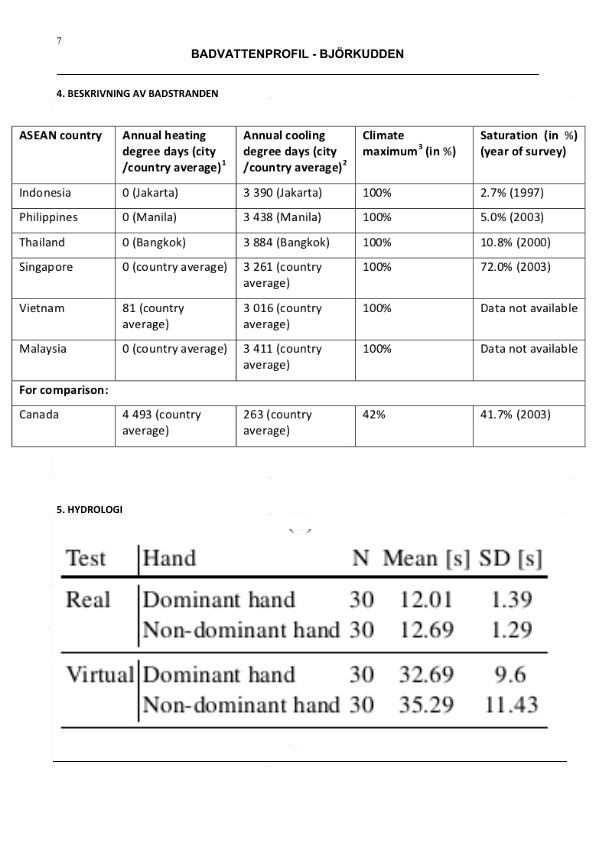 7
BADVATTENPROFIL - BJÖRKUDDEN
4. BESKRIVNING AV BADSTRANDEN
ASEAN country | Annual heating degree days (city /country average)1 | Annual cooling degree days (city /country average)2 | Climate maximum3 (in %) | Saturation (in %) (year of survey)
Indonesia | 0 (Jakarta) | 3 390 (Jakarta) | 100% | 2.7% (1997)
Philippines | 0 (Manila) | 3 438 (Manila) | 100% | 5.0% (2003)
Thailand | 0 (Bangkok) | 3 884 (Bangkok) | 100% | 10.8% (2000)
Singapore | 0 (country average) | 3 261 (country average) | 100% | 72.0% (2003)
Vietnam | 81 (country average) | 3 016 (country average) | 100% | Data not available
Malaysia | 0 (country average) | 3 411 (country average) | 100% | Data not available
For comparison:
Canada | 4 493 (country average) | 263 (country average) | 42% | 41.7% (2003)
5. HYDROLOGI
Test | Hand | N | Mean [s] | SD [s]
Real | Dominant hand | 30 | 12.01 | 1.39
Non-dominant hand | 30 | 12.69 | 1.29
Virtual | Dominant hand | 30 | 32.69 | 9.6
Non-dominant hand | 30 | 35.29 | 11.43